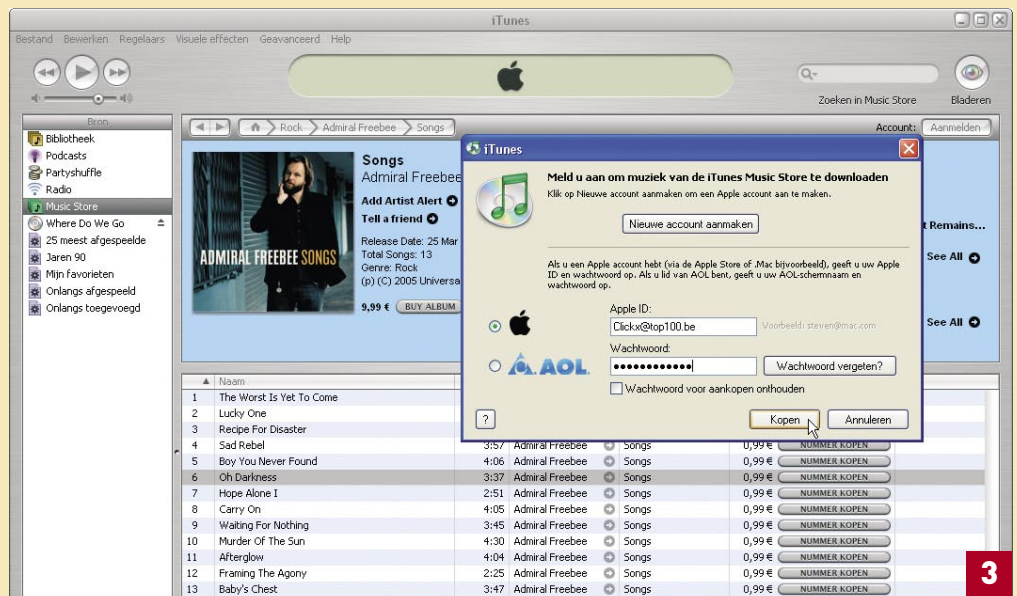 iTunes
Bestand Bewerken Regelaars Visuele effecten Geavanceerd Help
Zoeken in Music Store
Bladeren
Bron
Bibliotheek
Podcasts
Partyshuffle
Radio
Music Store
Where Do We Go
25 meest afgespeelde
Jaren 90
Mijn favorieten
Onlangs afgespeeld
Onlangs toegevoegd
Rock Admiral Freebee Songs
Account: Aanmelden
ADMIRAL FREEBEE SONGS
Songs
Admiral Freebee
Add Artist Alert
Tell a friend
Release Date: 25 Mar
Total Songs: 13
Genre: Rock
(p) (C) 2005 Universa
9,99 € BUY ALBUM
t Remains...
See All
See All
iTunes
Meld u aan om muziek van de iTunes Music Store te downloaden
Klik op Nieuwe account aanmaken om een Apple account aan te maken.
Nieuwe account aanmaken
Als u een Apple account hebt (via de Apple Store of .Mac bijvoorbeeld), geeft u uw Apple
ID en wachtwoord op. Als u lid van AOL bent, geeft u uw AOL-schermnaam en
wachtwoord op.
Apple ID:
Clickx@top100.be
Voorbeeld: steven@mac.com
AOL
Wachtwoord:
Wachtwoord vergeten?
Wachtwoord voor aankopen onthouden
?
Kopen
Annuleren
Naam
1 The Worst Is Yet To Come
2 Lucky One
3 Recipe For Disaster
4 Sad Rebel 3:57 Admiral Freebee Songs 0,99 € NUMMER KOPEN
5 Boy You Never Found 4:06 Admiral Freebee Songs 0,99 € NUMMER KOPEN
6 Oh Darkness 3:37 Admiral Freebee Songs 0,99 € NUMMER KOPEN
7 Hope Alone I 2:51 Admiral Freebee Songs 0,99 € NUMMER KOPEN
8 Carry On 4:05 Admiral Freebee Songs 0,99 € NUMMER KOPEN
9 Waiting For Nothing 3:45 Admiral Freebee Songs 0,99 € NUMMER KOPEN
10 Murder Of The Sun 4:30 Admiral Freebee Songs 0,99 € NUMMER KOPEN
11 Afterglow 4:04 Admiral Freebee Songs 0,99 € NUMMER KOPEN
12 Framing The Agony 2:25 Admiral Freebee Songs 0,99 € NUMMER KOPEN
13 Baby's Chest 3:47 Admiral Freebee Songs 0,99 € NUMMER KOPEN
3